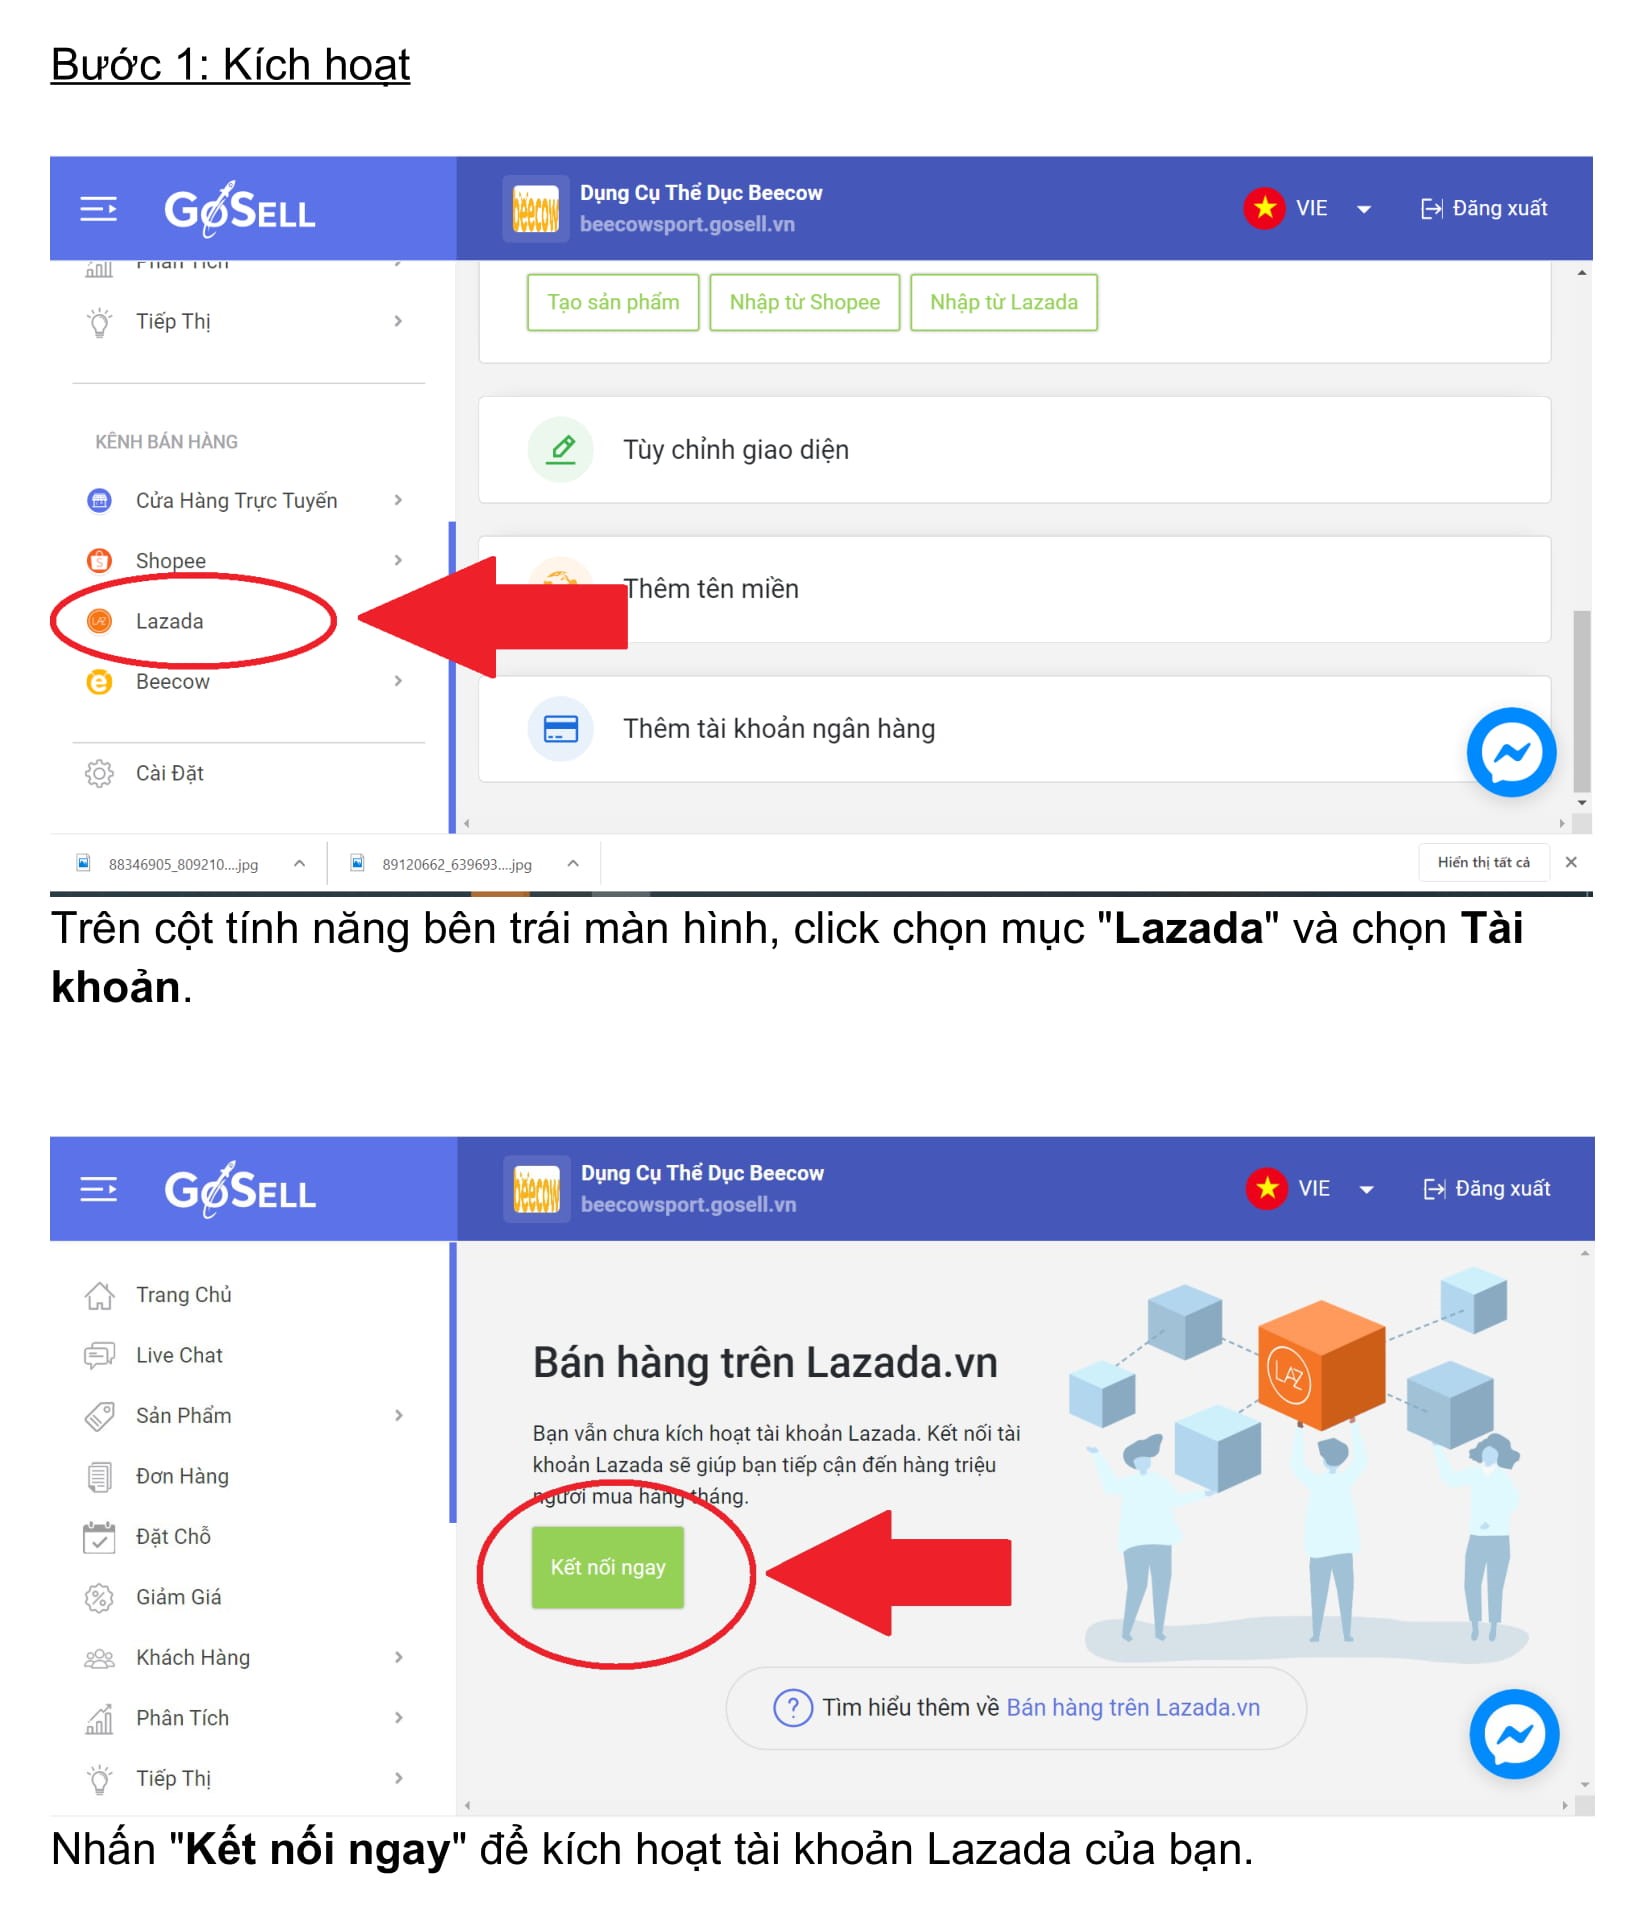 Bước 1: Kích hoạt
GoSELL
Dụng Cụ Thể Dục Beecow
beecowsport.gosell.vn
VIE
Đăng xuất
beecow
Phân Tích
Tiếp Thị
KÊNH BÁN HÀNG
Cửa Hàng Trực Tuyến
Shopee
Lazada
Beecow
Cài Đặt
Tạo sản phẩm
Nhập từ Shopee
Nhập từ Lazada
Tùy chỉnh giao diện
Thêm tên miền
Thêm tài khoản ngân hàng
88346905_809210....jpg
89120662_639693....jpg
Hiển thị tất cả
Trên cột tính năng bên trái màn hình, click chọn mục "Lazada" và chọn Tài
khoản.
GoSELL
beecow
Dụng Cụ Thể Dục Beecow
beecowsport.gosell.vn
VIE
Đăng xuất
Trang Chủ
Live Chat
Sản Phẩm
Đơn Hàng
Đặt Chỗ
Giảm Giá
Khách Hàng
Phân Tích
Tiếp Thị
Bán hàng trên Lazada.vn
Bạn vẫn chưa kích hoạt tài khoản Lazada. Kết nối tài
khoản Lazada sẽ giúp bạn tiếp cận đến hàng triệu
người mua hàng tháng.
Kết nối ngay
LAZ
Tìm hiểu thêm về Bán hàng trên Lazada.vn
Nhấn "Kết nối ngay" để kích hoạt tài khoản Lazada của bạn.